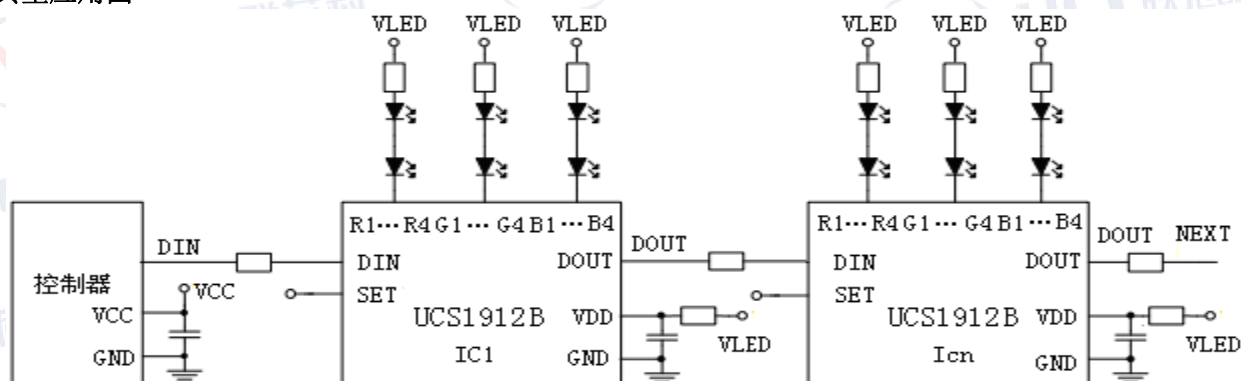 VLED VLED VLED VLED VLED VLED
R1… R4 G1… G4 B1…B4 R1… R4 G1… G4 B1…B4
DIN DIN DOUT DOUT DIN DOUT DOUT NEXT
控制器 VCC SET SET
VCC UCS1912B VDD VLED UCS1912B VDD VLED
GND IC1 GND Icn GND